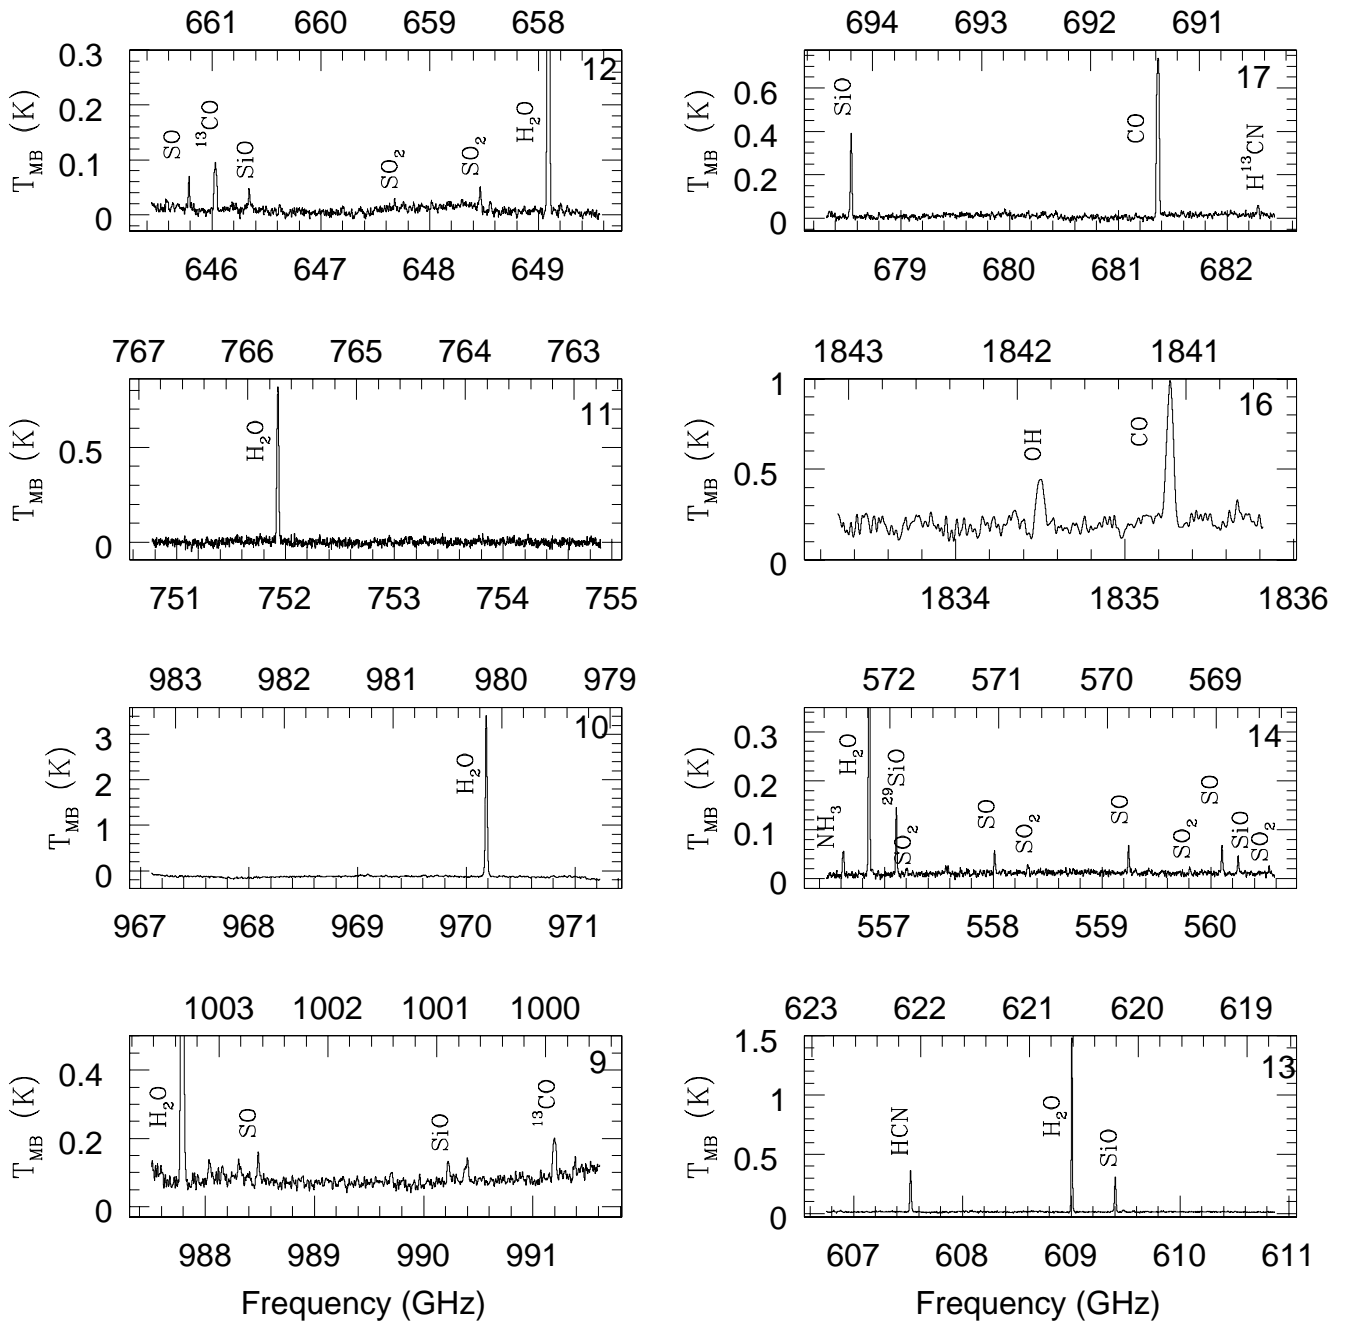 661 660 659 658
0.3
0.2
0.1
0
T_MB (K)
12
SO
¹³CO
SiO
SO₂
SO₂
H₂O
646 647 648 649
694 693 692 691
0.6
0.4
0.2
0
T_MB (K)
17
SiO
CO
H¹³CN
679 680 681 682
767 766 765 764 763
0.5
0
T_MB (K)
11
H₂O
751 752 753 754 755
1843 1842 1841
1
0.5
0
T_MB (K)
16
OH
CO
1834 1835 1836
983 982 981 980 979
3
2
1
0
T_MB (K)
10
H₂O
967 968 969 970 971
572 571 570 569
0.3
0.2
0.1
0
T_MB (K)
14
NH₃
H₂O
²⁹SiO
SO₂
SO
SO₂
SO
SO₂
SO
SiO
SO₂
557 558 559 560
1003 1002 1001 1000
0.4
0.2
0
T_MB (K)
9
H₂O
SO
SiO
¹³CO
988 989 990 991
Frequency (GHz)
623 622 621 620 619
1.5
1
0.5
0
T_MB (K)
13
HCN
H₂O
SiO
607 608 609 610 611
Frequency (GHz)